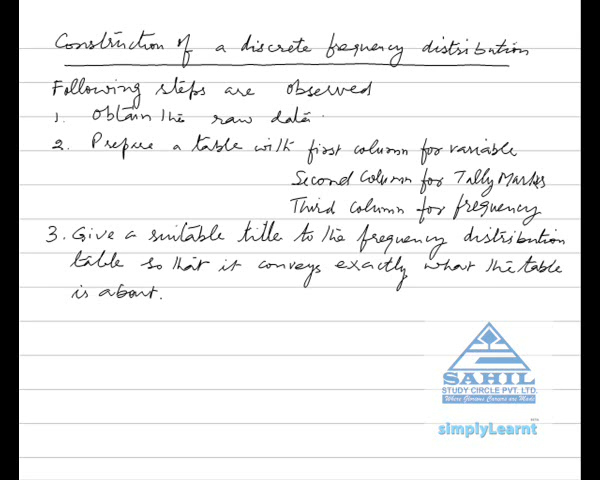 Construction of a discrete frequency distribution
Following steps are observed
1. Obtain the raw data.
2. Prepare a table with first column for variable
Second Column for Tally Marks
Third column for frequency
3. Give a suitable title to the frequency distribution
table so that it conveys exactly what the table
is about.
SAHIL
STUDY CIRCLE PVT. LTD.
Where Glorious Careers are Made
simplyLearnt